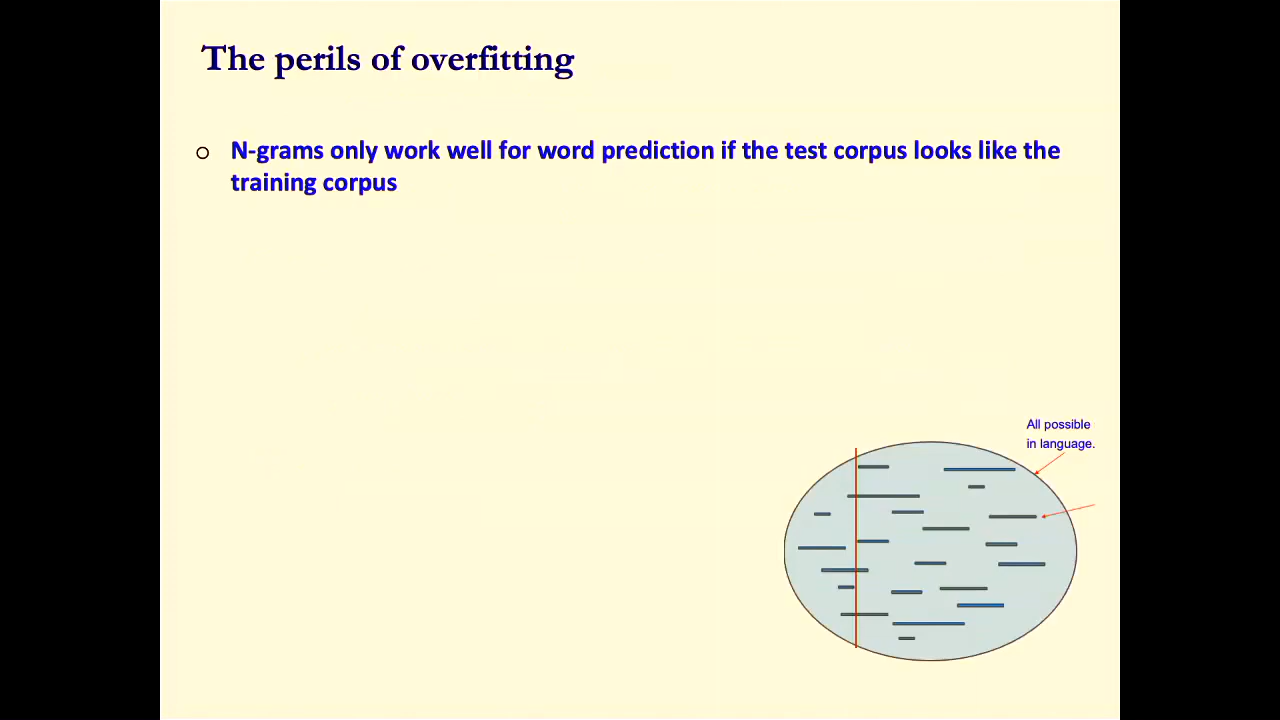 The perils of overfitting
N-grams only work well for word prediction if the test corpus looks like the
training corpus
All possible
in language.